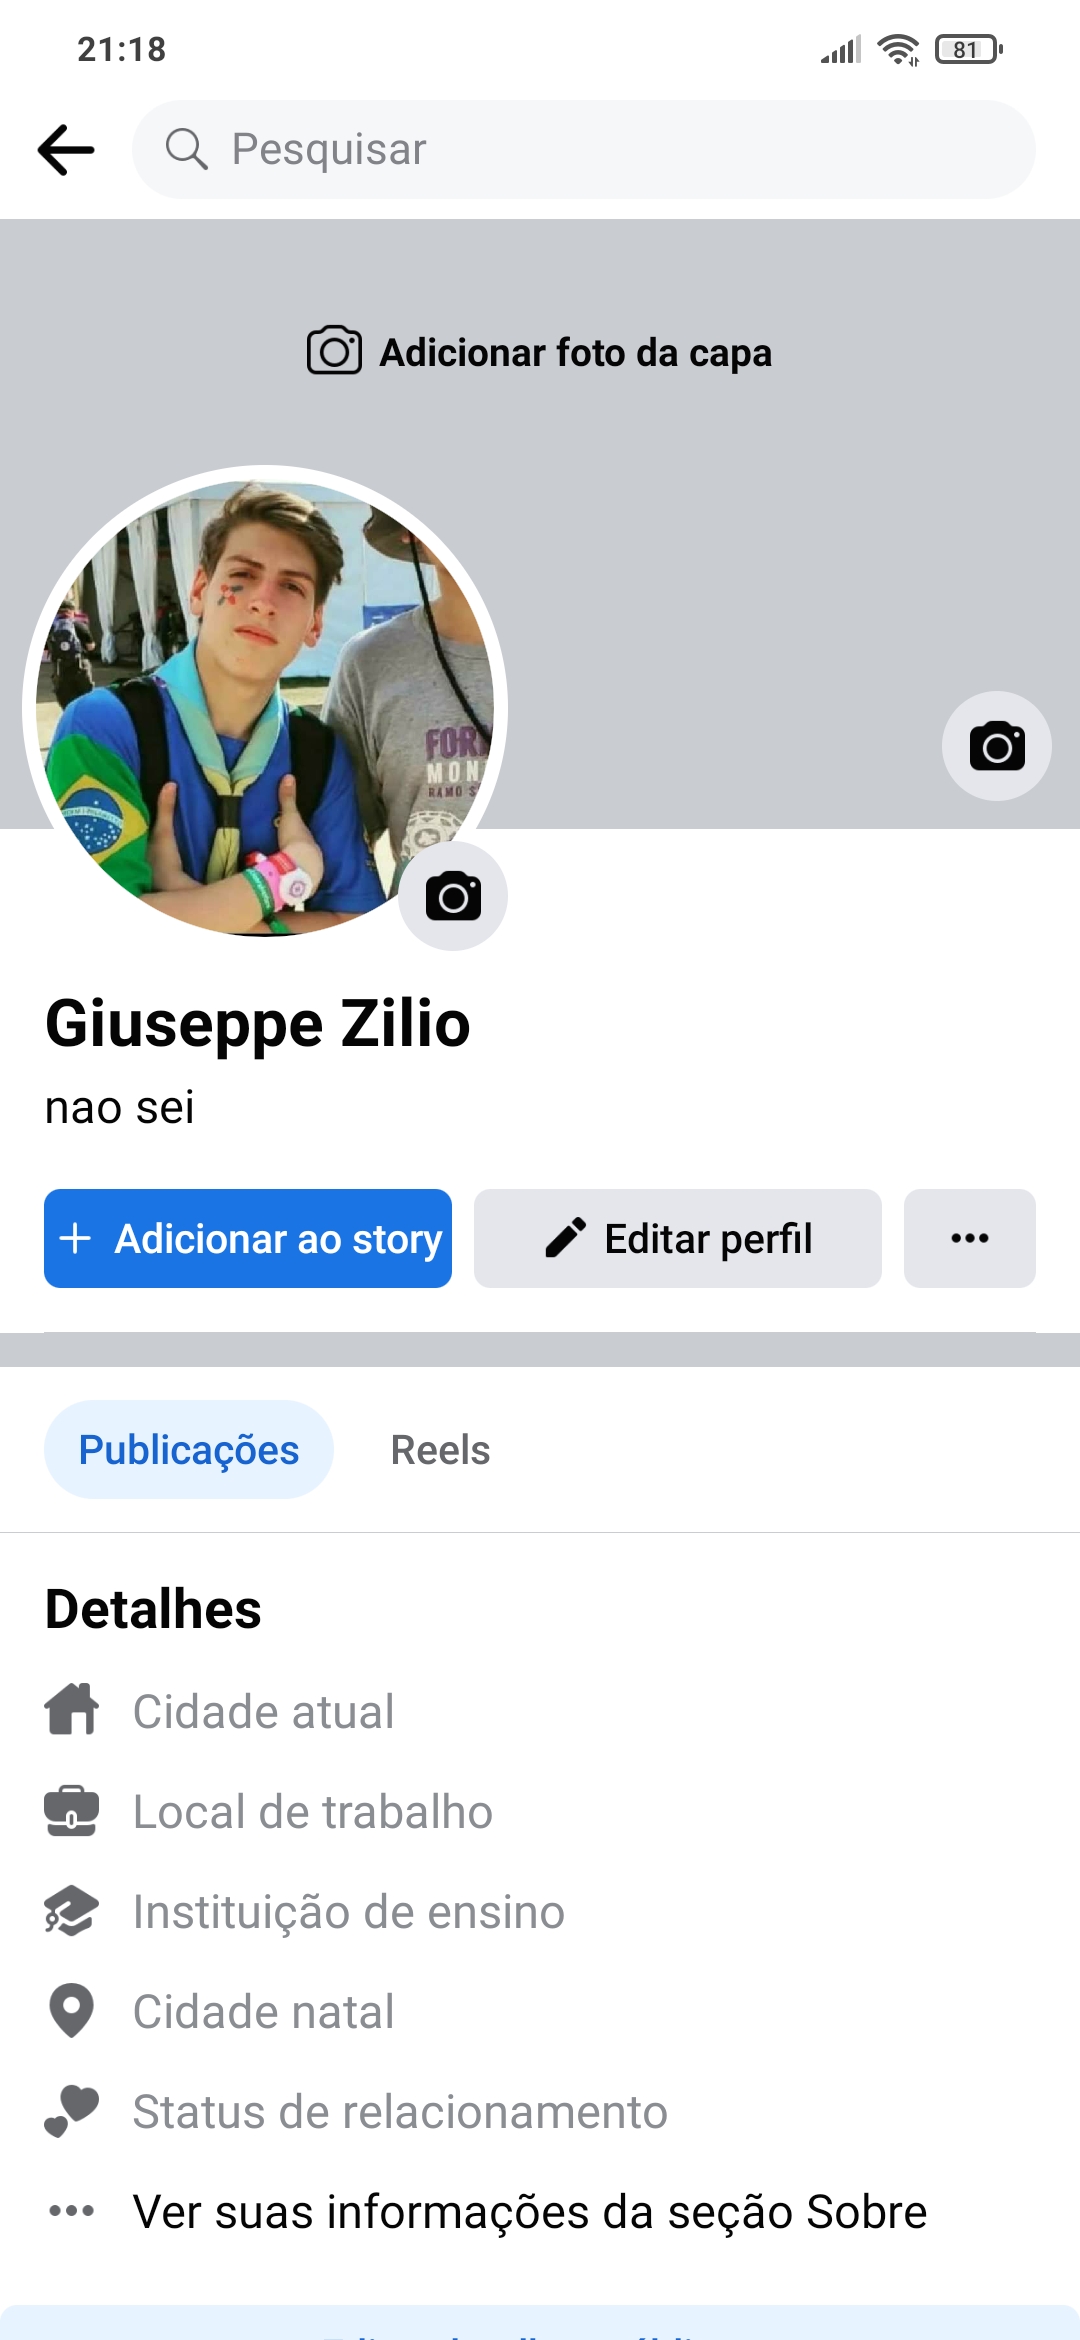 21:18
81
Pesquisar
Adicionar foto da capa
MON
RAMO
Giuseppe Zilio
nao sei
Adicionar ao story
Editar perfil
Publicações
Reels
Detalhes
Cidade atual
Local de trabalho
Instituição de ensino
Cidade natal
Status de relacionamento
Ver suas informações da seção Sobre